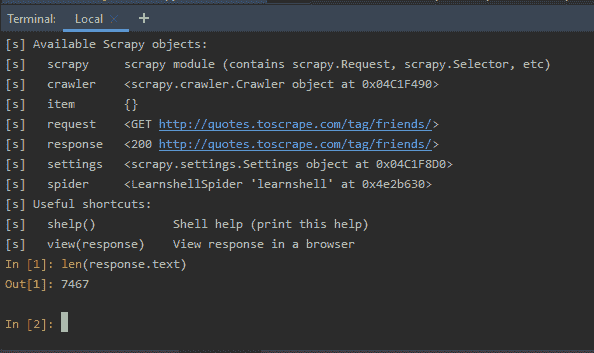 Terminal: Local × +
[s] Available Scrapy objects:
[s]   scrapy     scrapy module (contains scrapy.Request, scrapy.Selector, etc)
[s]   crawler    <scrapy.crawler.Crawler object at 0x04C1F490>
[s]   item       {}
[s]   request    <GET http://quotes.toscrape.com/tag/friends/>
[s]   response   <200 http://quotes.toscrape.com/tag/friends/>
[s]   settings   <scrapy.settings.Settings object at 0x04C1F8D0>
[s]   spider     <LearnshellSpider 'learnshell' at 0x4e2b630>
[s] Useful shortcuts:
[s]   shelp()           Shell help (print this help)
[s]   view(response)    View response in a browser
In [1]: len(response.text)
Out[1]: 7467
In [2]: